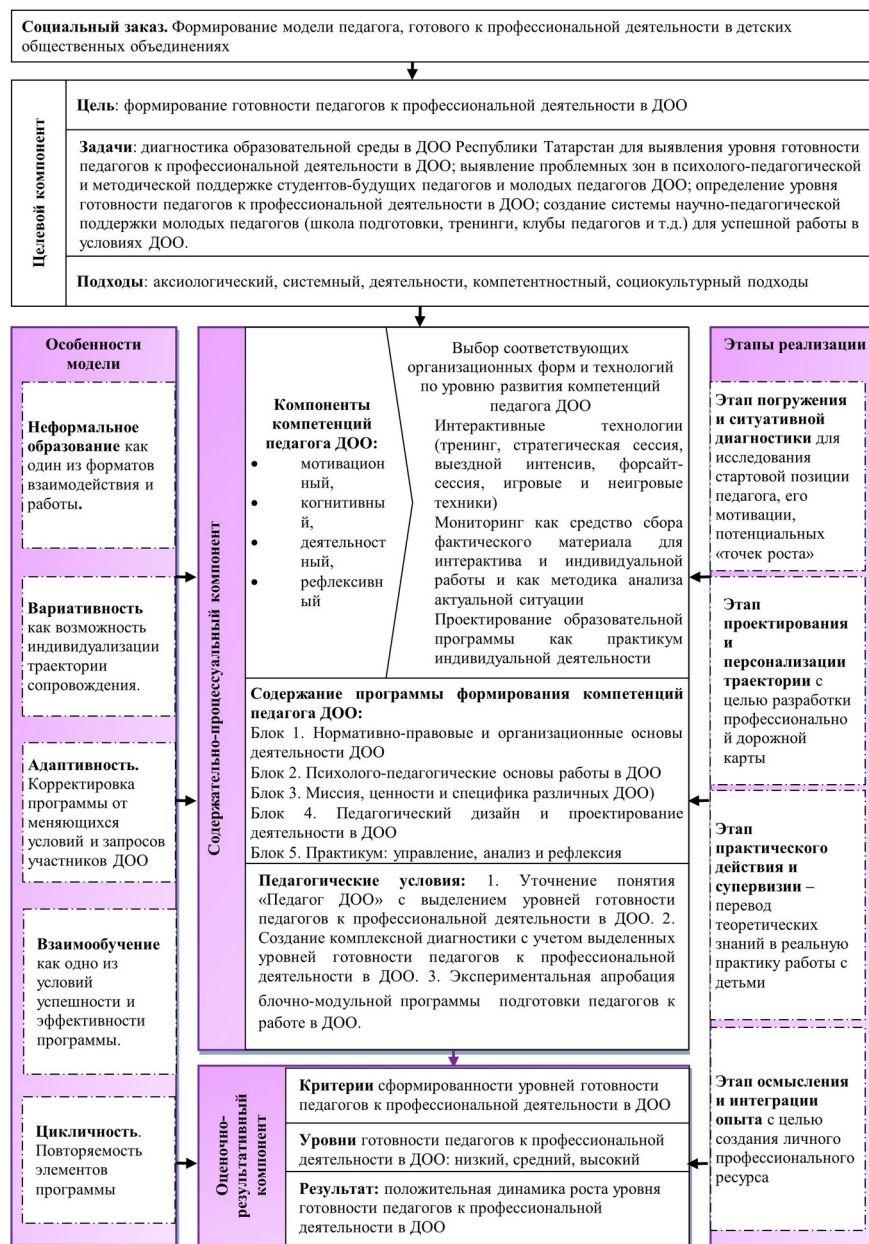 Социальный заказ. Формирование модели педагога, готового к профессиональной деятельности в детских
общественных объединениях
Целевой компонент
Цель: формирование готовности педагогов к профессиональной деятельности в ДОО
Задачи: диагностика образовательной среды в ДОО Республики Татарстан для выявления уровня готовности
педагогов к профессиональной деятельности в ДОО; выявление проблемных зон в психолого-педагогической
и методической поддержке студентов-будущих педагогов и молодых педагогов ДОО; определение уровня
готовности педагогов к профессиональной деятельности в ДОО; создание системы научно-педагогической
поддержки молодых педагогов (школа подготовки, тренинги, клубы педагогов и т.д.) для успешной работы в
условиях ДОО.
Подходы: аксиологический, системный, деятельности, компетентностный, социокультурный подходы
Особенности
модели
Неформальное
образование как
один из форматов
взаимодействия и
работы.
Вариативность
как возможность
индивидуализации
траектории
сопровождения.
Адаптивность.
Корректировка
программы от
меняющихся
условий и запросов
участников ДОО
Взаимообучение
как одно из
условий
успешности и
эффективности
программы.
Цикличность.
Повторяемость
элементов
программы
Содержательно-процессуальный компонент
Компоненты
компетенций
педагога ДОО:
• мотивацион
ный,
• когнитивны
й,
• деятельност
ный,
• рефлексив
ный
Выбор соответствующих
организационных форм и технологий
по уровню развития компетенций
педагога ДОО
Интерактивные технологии
(тренинг, стратегическая сессия,
выездной интенсив, форсайт-
сессия, игровые и неигровые
техники)
Мониторинг как средство сбора
фактического материала для
интерактива и индивидуальной
работы и как методика анализа
актуальной ситуации
Проектирование образовательной
программы как практикум
индивидуальной деятельности
Содержание программы формирования компетенций
педагога ДОО:
Блок 1. Нормативно-правовые и организационные основы
деятельности ДОО
Блок 2. Психолого-педагогические основы работы в ДОО
Блок 3. Миссия, ценности и специфика различных ДОО)
Блок 4. Педагогический дизайн и проектирование
деятельности в ДОО
Блок 5. Практикум: управление, анализ и рефлексия
Педагогические условия: 1. Уточнение понятия
«Педагог ДОО» с выделением уровней готовности
педагогов к профессиональной деятельности в ДОО. 2.
Создание комплексной диагностики с учетом выделенных
уровней готовности педагогов к профессиональной
деятельности в ДОО. 3. Экспериментальная апробация
блочно-модульной программы подготовки педагогов к
работе в ДОО.
Оценочно-
результативный
компонент
Критерии сформированности уровней готовности
педагогов к профессиональной деятельности в ДОО
Уровни готовности педагогов к профессиональной
деятельности в ДОО: низкий, средний, высокий
Результат: положительная динамика роста уровня
готовности педагогов к профессиональной
деятельности в ДОО
Этапы реализации
Этап погружения
и ситуативной
диагностики для
исследования
стартовой позиции
педагога, его
мотивации,
потенциальных
«точек роста»
Этап
проектирования
и
персонализации
траектории с
целью разработки
профессионально
й дорожной
карты
Этап
практического
действия и
супервизии –
перевод
теоретических
знаний в реальную
практику работы с
детьми
Этап осмысления
и интеграции
опыта с целью
создания личного
профессионального
ресурса